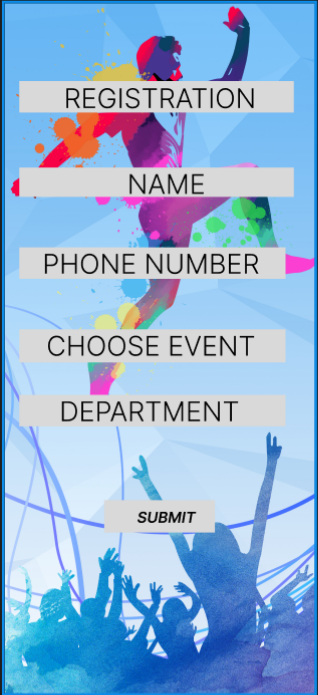 REGISTRATION
NAME
PHONE NUMBER
CHOOSE EVENT
DEPARTMENT
SUBMIT